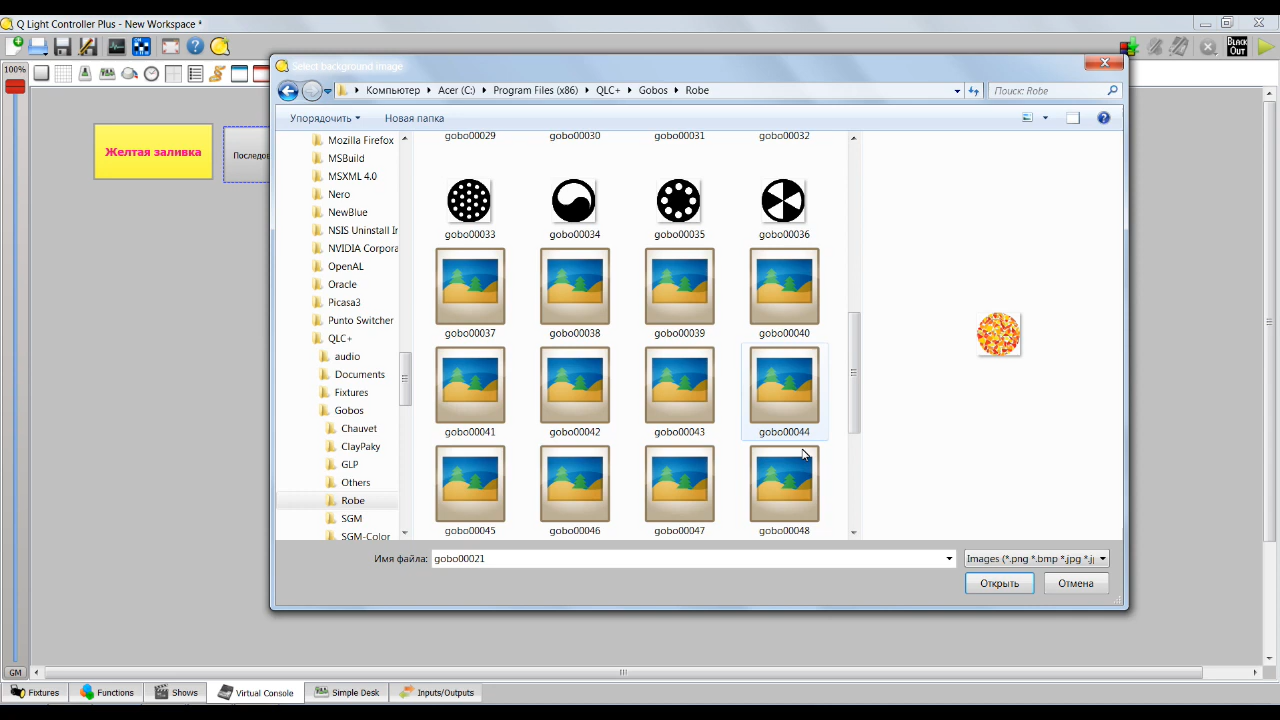 Q Light Controller Plus - New Workspace *
100%
Желтая заливка
Последов
Select background image
Компьютер
Acer (C:)
Program Files (x86)
QLC+
Gobos
Robe
Поиск: Robe
Упорядочить
Новая папка
Mozilla Firefox
MSBuild
MSXML 4.0
Nero
NewBlue
NSIS Uninstall Ir
NVIDIA Corpora
OpenAL
Oracle
Picasa3
Punto Switcher
QLC+
audio
Documents
Fixtures
Gobos
Chauvet
ClayPaky
GLP
Others
Robe
SGM
SGM-Color
gobo00029 gobo00030 gobo00031 gobo00032
gobo00033 gobo00034 gobo00035 gobo00036
gobo00037 gobo00038 gobo00039 gobo00040
gobo00041 gobo00042 gobo00043 gobo00044
gobo00045 gobo00046 gobo00047 gobo00048
Имя файла: gobo00021
Images (*.png *.bmp *.jpg *.j
Открыть
Отмена
BLACK
OUT
GM
Fixtures
Functions
Shows
Virtual Console
Simple Desk
Inputs/Outputs